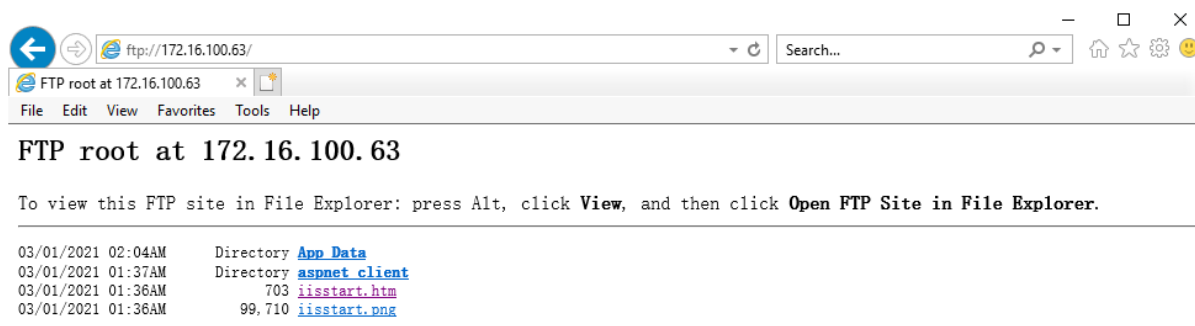 ftp://172.16.100.63/
Search...
FTP root at 172.16.100.63
File Edit View Favorites Tools Help
FTP root at 172.16.100.63
To view this FTP site in File Explorer: press Alt, click View, and then click Open FTP Site in File Explorer.
03/01/2021 02:04AM Directory App_Data
03/01/2021 01:37AM Directory aspnet_client
03/01/2021 01:36AM 703 iisstart.htm
03/01/2021 01:36AM 99,710 iisstart.png